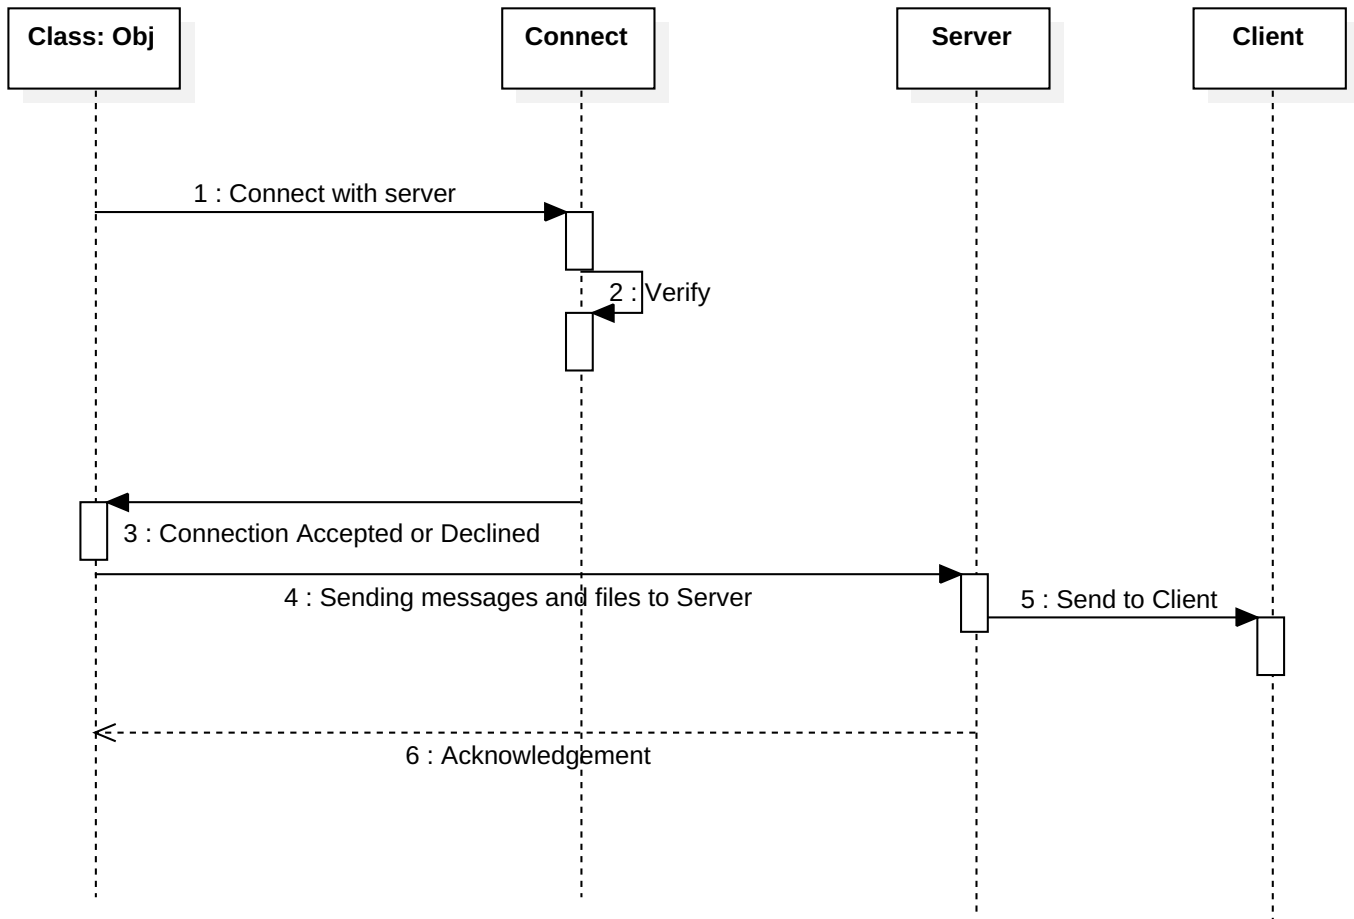 Class: Obj
Connect
Server
Client
1 : Connect with server
2 : Verify
3 : Connection Accepted or Declined
4 : Sending messages and files to Server
5 : Send to Client
6 : Acknowledgement